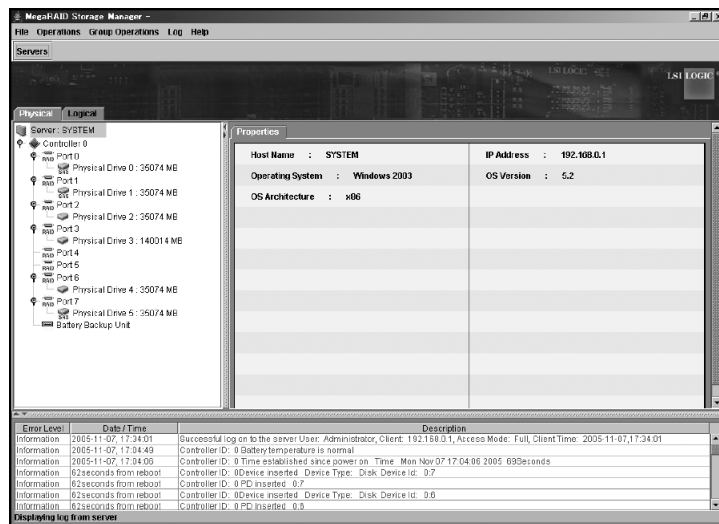 MegaRAID Storage Manager -
File Operations Group Operations Log Help
Servers
LSI LOGIC
LSI LOGIC
Physical Logical
Server: SYSTEM
Controller 0
Port 0
Physical Drive 0 : 35074 MB
Port 1
Physical Drive 1 : 35074 MB
Port 2
Physical Drive 2 : 35074 MB
Port 3
Physical Drive 3 : 140014 MB
Port 4
Port 5
Port 6
Physical Drive 4 : 35074 MB
Port 7
Physical Drive 5 : 35074 MB
Battery Backup Unit
Properties
Host Name : SYSTEM
IP Address : 192.168.0.1
Operating System : Windows 2003
OS Version : 5.2
OS Architecture : x86
Error Level Date / Time Description
Information 2005-11-07, 17:34:01 Successful log on to the server User: Administrator, Client: 192.168.0.1, Access Mode: Full, Client Time: 2005-11-07,17:34:01
Information 2005-11-07, 17:04:49 Controller ID: 0 Battery temperature is normal
Information 2005-11-07, 17:04:06 Controller ID: 0 Time established since power on Time Mon Nov 07 17:04:06 2005 69Seconds
Information 62seconds from reboot Controller ID: 0Device inserted Device Type: Disk Device Id: 0:7
Information 62seconds from reboot Controller ID: 0 PD inserted 0:7
Information 62seconds from reboot Controller ID: 0Device inserted Device Type: Disk Device Id: 0:6
Information 62seconds from reboot Controller ID: 0 PD inserted 0:6
Displaying log from server